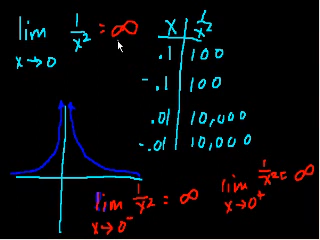 lim x→0 1/x² = ∞
x | 1/x²
.1 | 100
-.1 | 100
.01 | 10,000
-.01 | 10,000
lim x→0⁻ 1/x² = ∞
lim x→0⁺ 1/x² = ∞